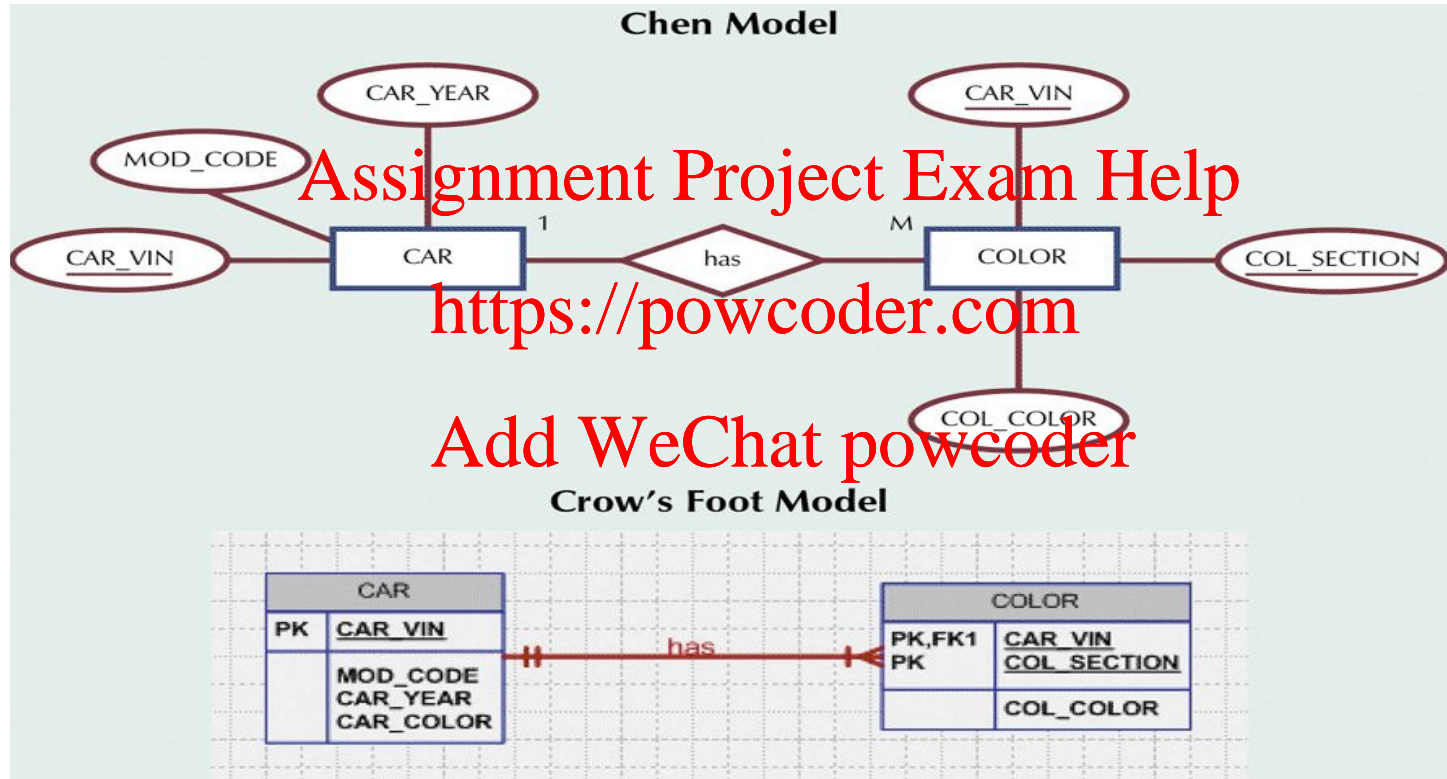 Chen Model
CAR_YEAR
CAR_VIN
MOD_CODE
Assignment Project Exam Help
1
M
CAR_VIN
CAR
has
COLOR
COL_SECTION
https://powcoder.com
COL_COLOR
Add WeChat powcoder
Crow's Foot Model
CAR
PK CAR_VIN
MOD_CODE
CAR_YEAR
CAR_COLOR
has
COLOR
PK,FK1 CAR_VIN
PK COL_SECTION
COL_COLOR